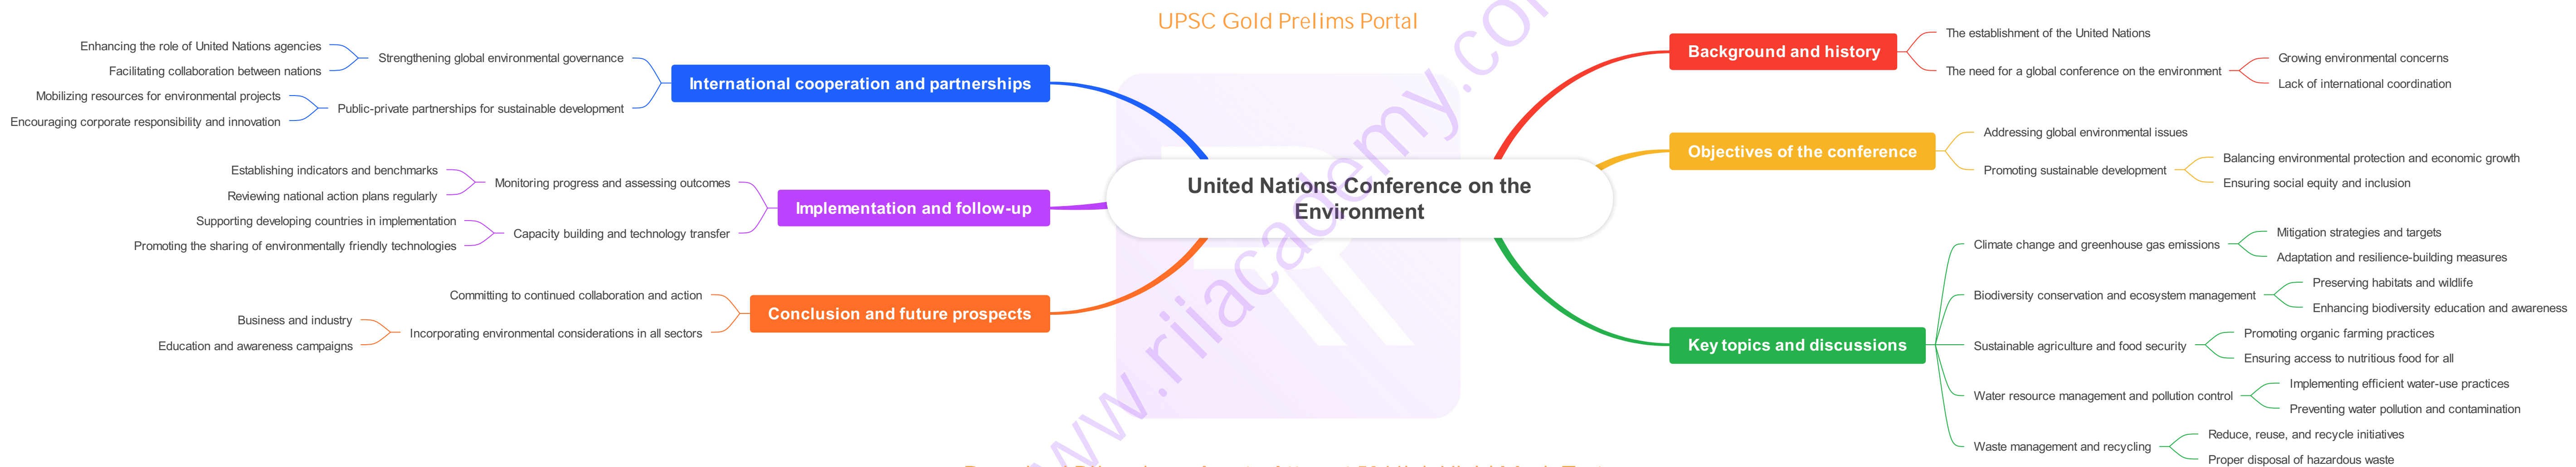 UPSC Gold Prelims Portal
United Nations Conference on the
Environment
Background and history
The establishment of the United Nations
The need for a global conference on the environment
Growing environmental concerns
Lack of international coordination
Objectives of the conference
Addressing global environmental issues
Promoting sustainable development
Balancing environmental protection and economic growth
Ensuring social equity and inclusion
Key topics and discussions
Climate change and greenhouse gas emissions
Mitigation strategies and targets
Adaptation and resilience-building measures
Biodiversity conservation and ecosystem management
Preserving habitats and wildlife
Enhancing biodiversity education and awareness
Sustainable agriculture and food security
Promoting organic farming practices
Ensuring access to nutritious food for all
Water resource management and pollution control
Implementing efficient water-use practices
Preventing water pollution and contamination
Waste management and recycling
Reduce, reuse, and recycle initiatives
Proper disposal of hazardous waste
International cooperation and partnerships
Strengthening global environmental governance
Enhancing the role of United Nations agencies
Facilitating collaboration between nations
Public-private partnerships for sustainable development
Mobilizing resources for environmental projects
Encouraging corporate responsibility and innovation
Implementation and follow-up
Monitoring progress and assessing outcomes
Establishing indicators and benchmarks
Reviewing national action plans regularly
Capacity building and technology transfer
Supporting developing countries in implementation
Promoting the sharing of environmentally friendly technologies
Conclusion and future prospects
Committing to continued collaboration and action
Incorporating environmental considerations in all sectors
Business and industry
Education and awareness campaigns